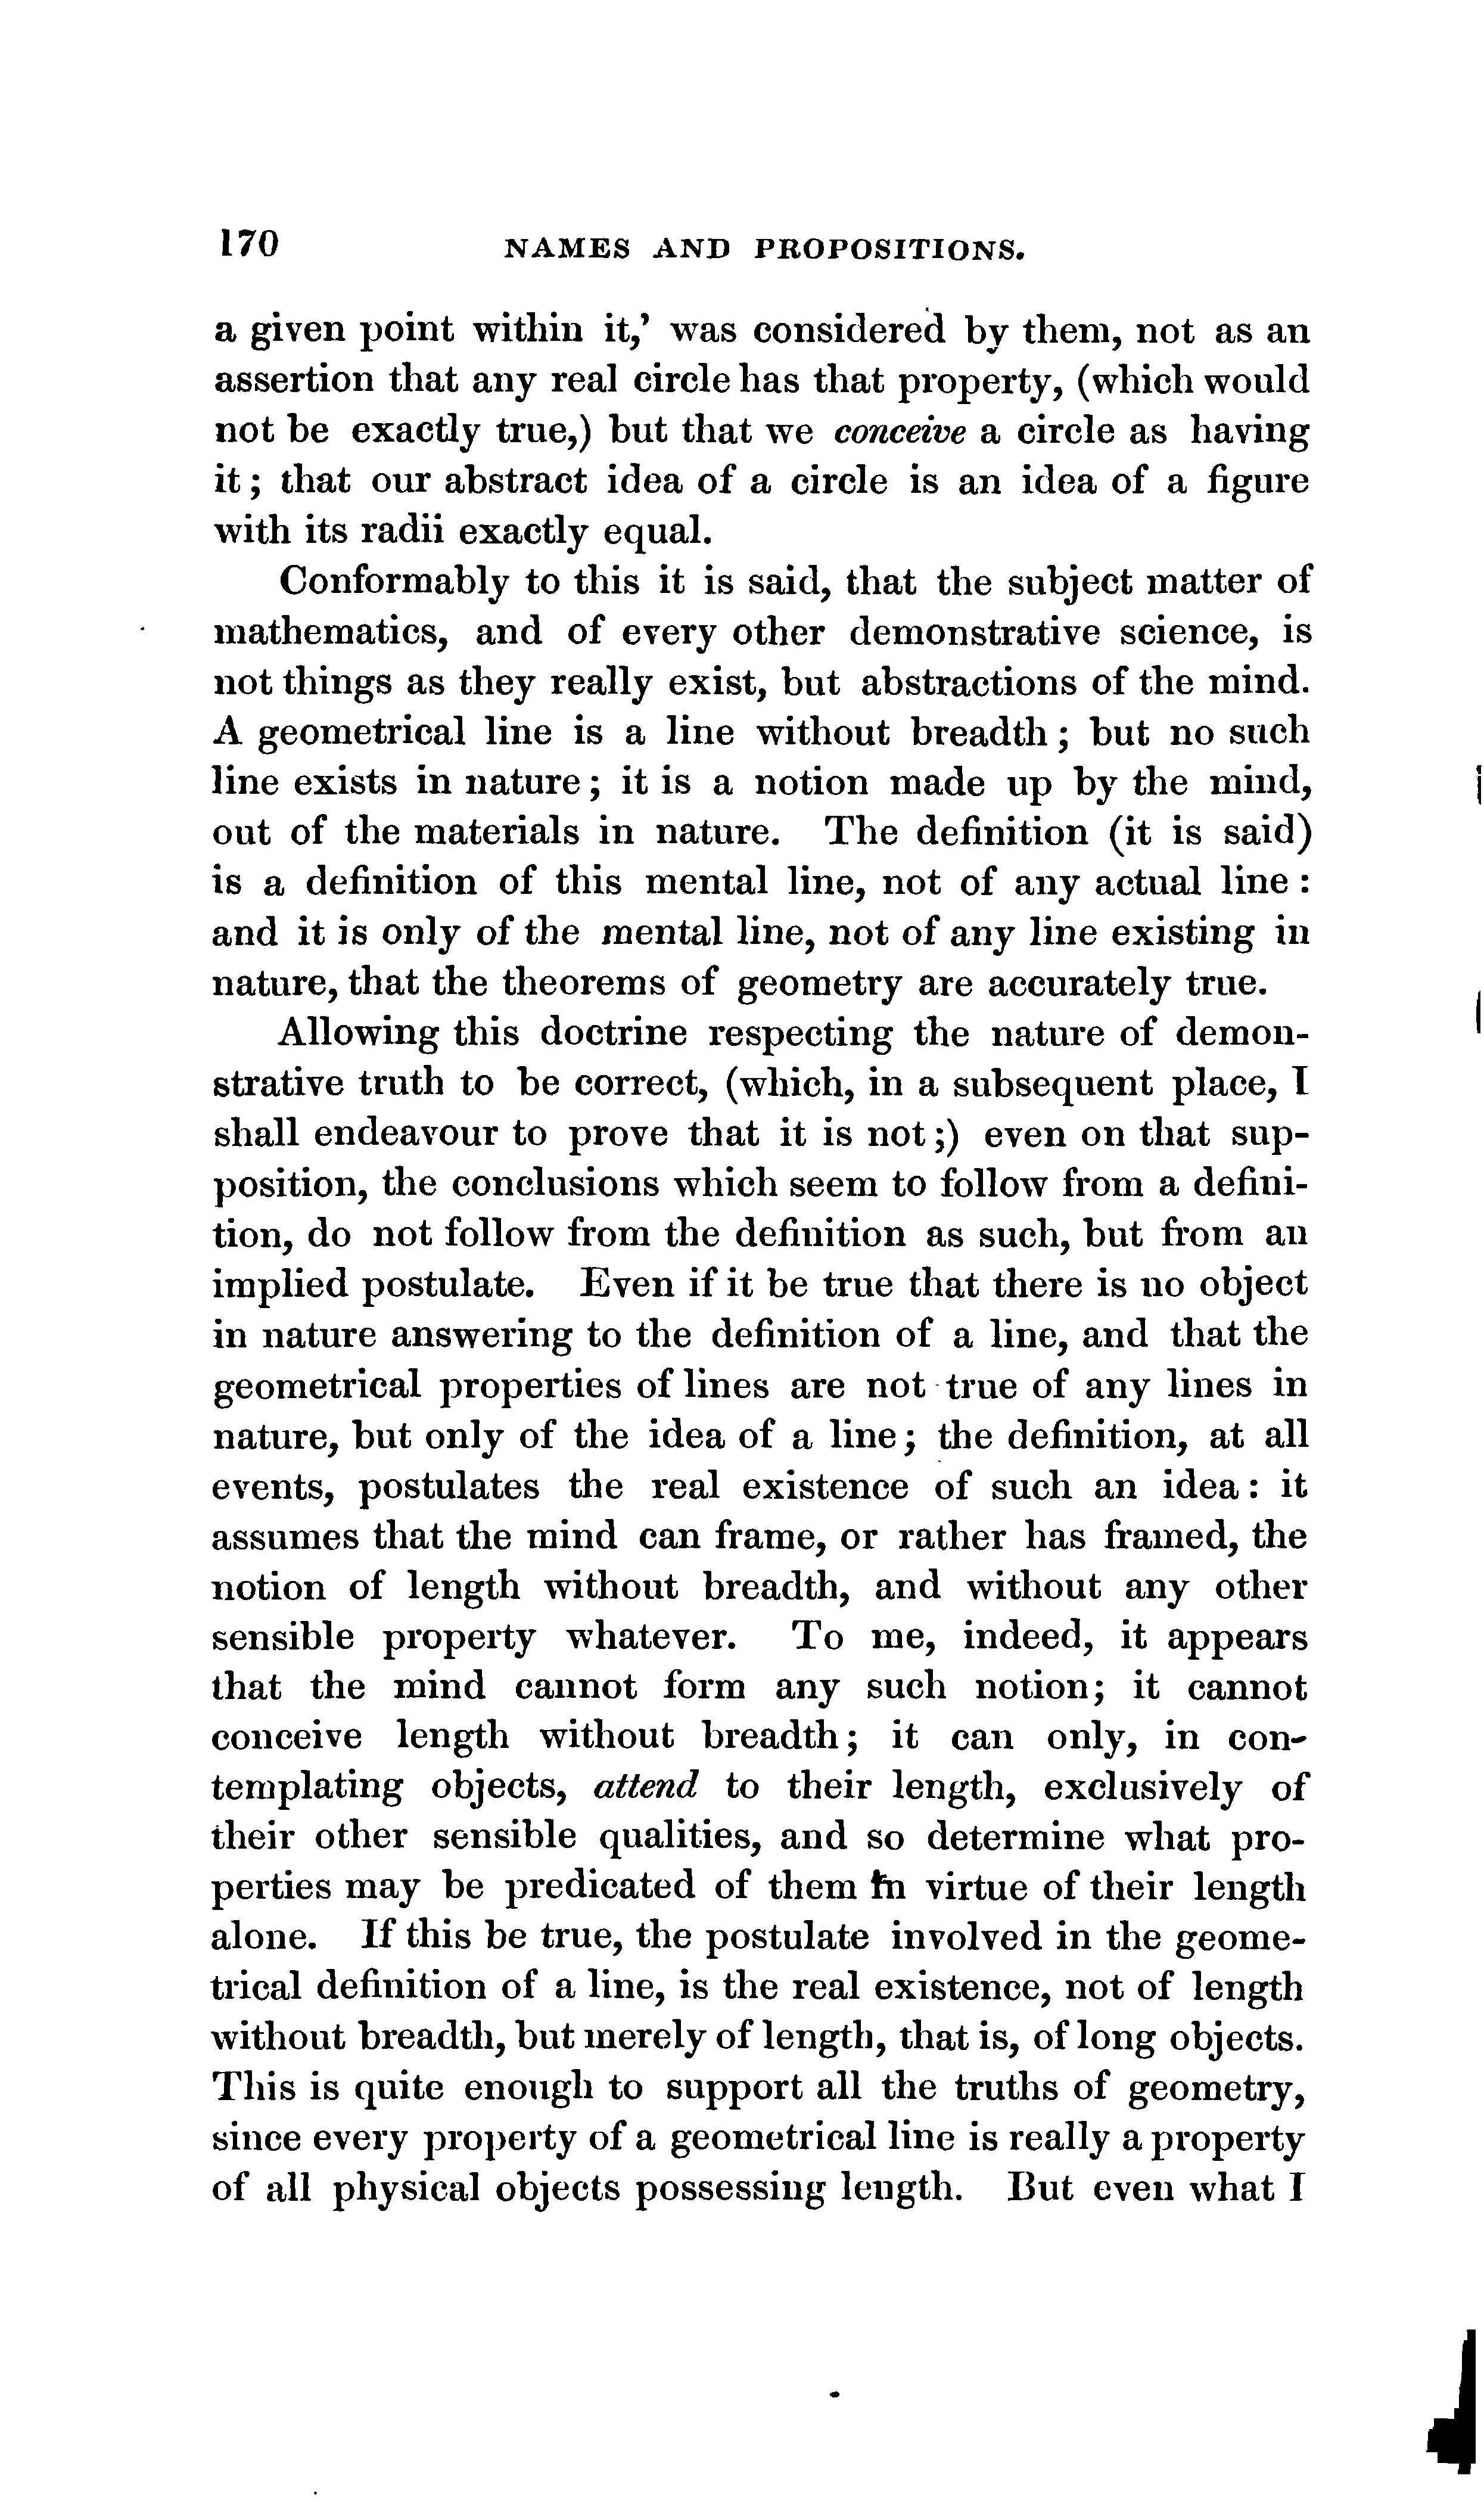 170 NAMES AND PROPOSITIONS.
a given point within it,’ was considered by them, not as an
assertion that any real circle has that property, (which would
not be exactly true,) but that we conceive a circle as having
it; that our abstract idea of a circle is an idea of a figure
with its radii exactly equal.
Conformably to this it is said, that the subject matter of
mathematics, and of every other demonstrative science, is
not things as they really exist, but abstractions of the mind.
A geometrical line is a line without breadth; but no such
line exists in nature; it is a notion made up by the mind,
out of the materials in nature. The definition (it is said)
is a definition of this mental line, not of any actual line:
and it is only of the mental line, not of any line existing in
nature, that the theorems of geometry are accurately true.
Allowing this doctrine respecting the nature of demon-
strative truth to be correct, (which, in a subsequent place, I
shall endeavour to prove that it is not;) even on that sup-
position, the conclusions which seem to follow from a defini-
tion, do not follow from the definition as such, but from an
implied postulate. Even if it be true that there is no object
in nature answering to the definition of a line, and that the
geometrical properties of lines are not true of any lines in
nature, but only of the idea of a line; the definition, at all
events, postulates the real existence of such an idea: it
assumes that the mind can frame, or rather has framed, the
notion of length without breadth, and without any other
sensible property whatever. To me, indeed, it appears
that the mind cannot form any such notion; it cannot
conceive length without breadth; it can only, in con-
templating objects, attend to their length, exclusively of
their other sensible qualities, and so determine what pro-
perties may be predicated of them in virtue of their length
alone. If this be true, the postulate involved in the geome-
trical definition of a line, is the real existence, not of length
without breadth, but merely of length, that is, of long objects.
This is quite enough to support all the truths of geometry,
since every property of a geometrical line is really a property
of all physical objects possessing length. But even what I